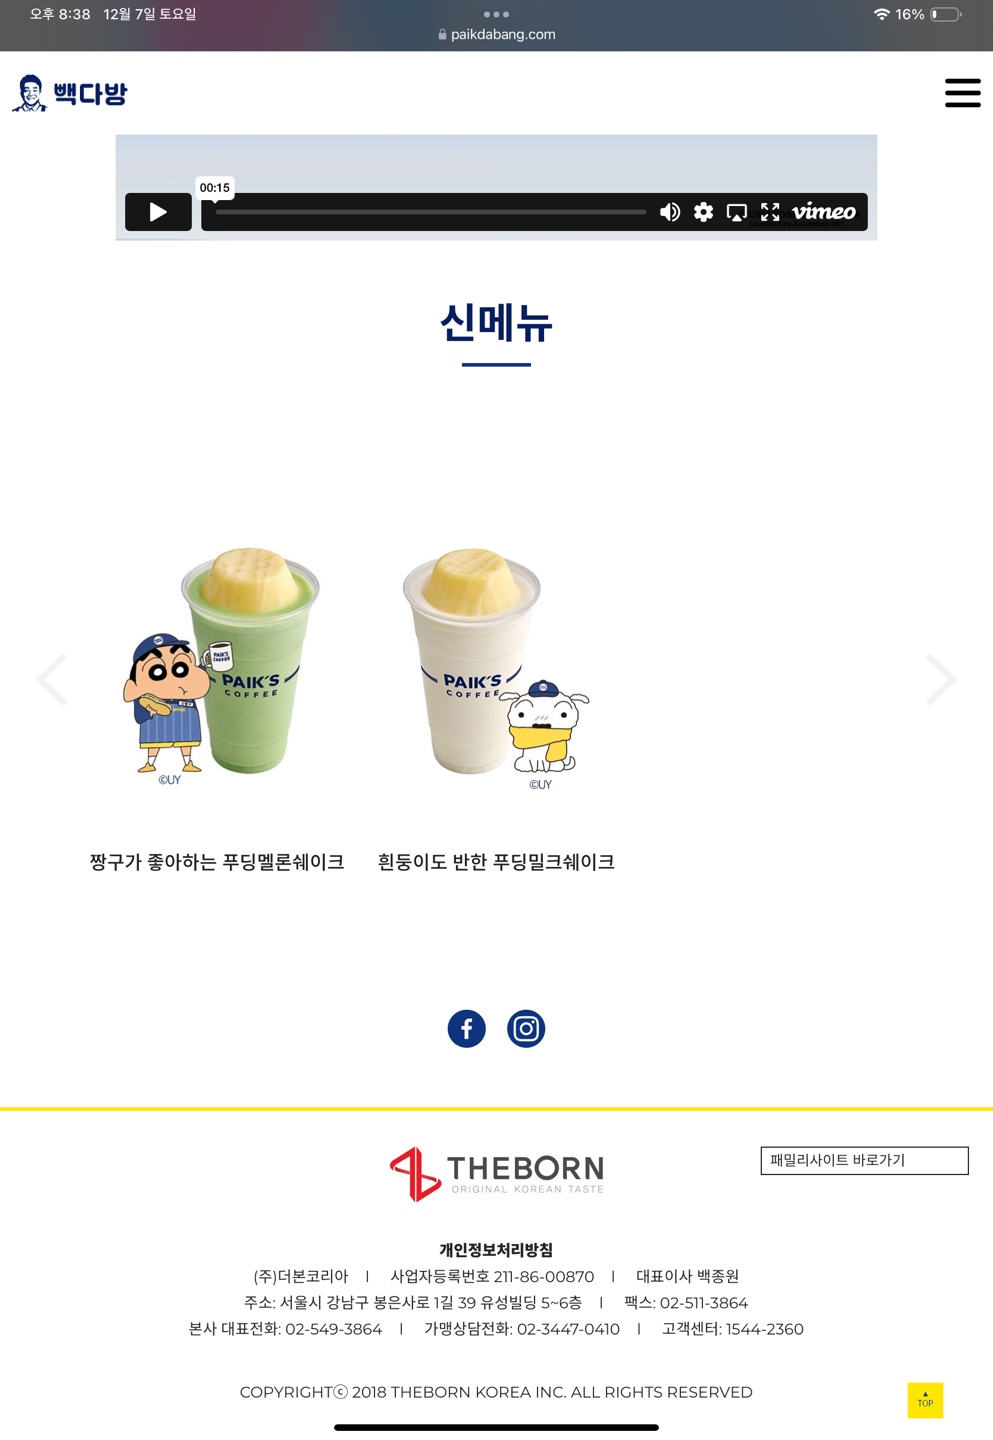 오후 8:38 12월 7일 토요일
16%
paikdabang.com
빽다방
00:15
vimeo
신메뉴
PAIK'S COFFEE
PAIK'S
COFFEE
PAIK'S
COFFEE
©UY
©UY
짱구가 좋아하는 푸딩멜론쉐이크
흰둥이도 반한 푸딩밀크쉐이크
THEBORN
ORIGINAL KOREAN TASTE
패밀리사이트 바로가기
개인정보처리방침
(주)더본코리아 | 사업자등록번호 211-86-00870 | 대표이사 백종원
주소: 서울시 강남구 봉은사로 1길 39 유성빌딩 5~6층 | 팩스: 02-511-3864
본사 대표전화: 02-549-3864 | 가맹상담전화: 02-3447-0410 | 고객센터: 1544-2360
COPYRIGHTⓒ 2018 THEBORN KOREA INC. ALL RIGHTS RESERVED
TOP